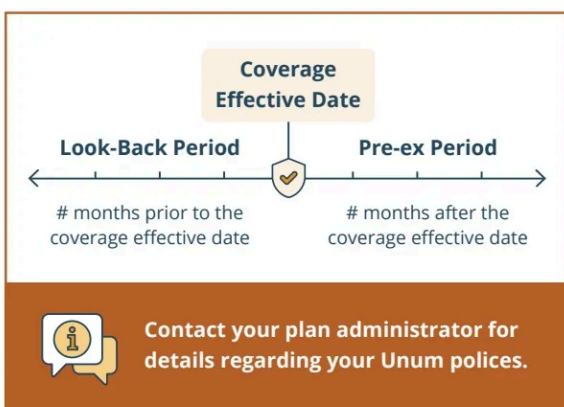 Coverage
Effective Date
Look-Back Period
Pre-ex Period
# months prior to the
coverage effective date
# months after the
coverage effective date
i
Contact your plan administrator for
details regarding your Unum polices.